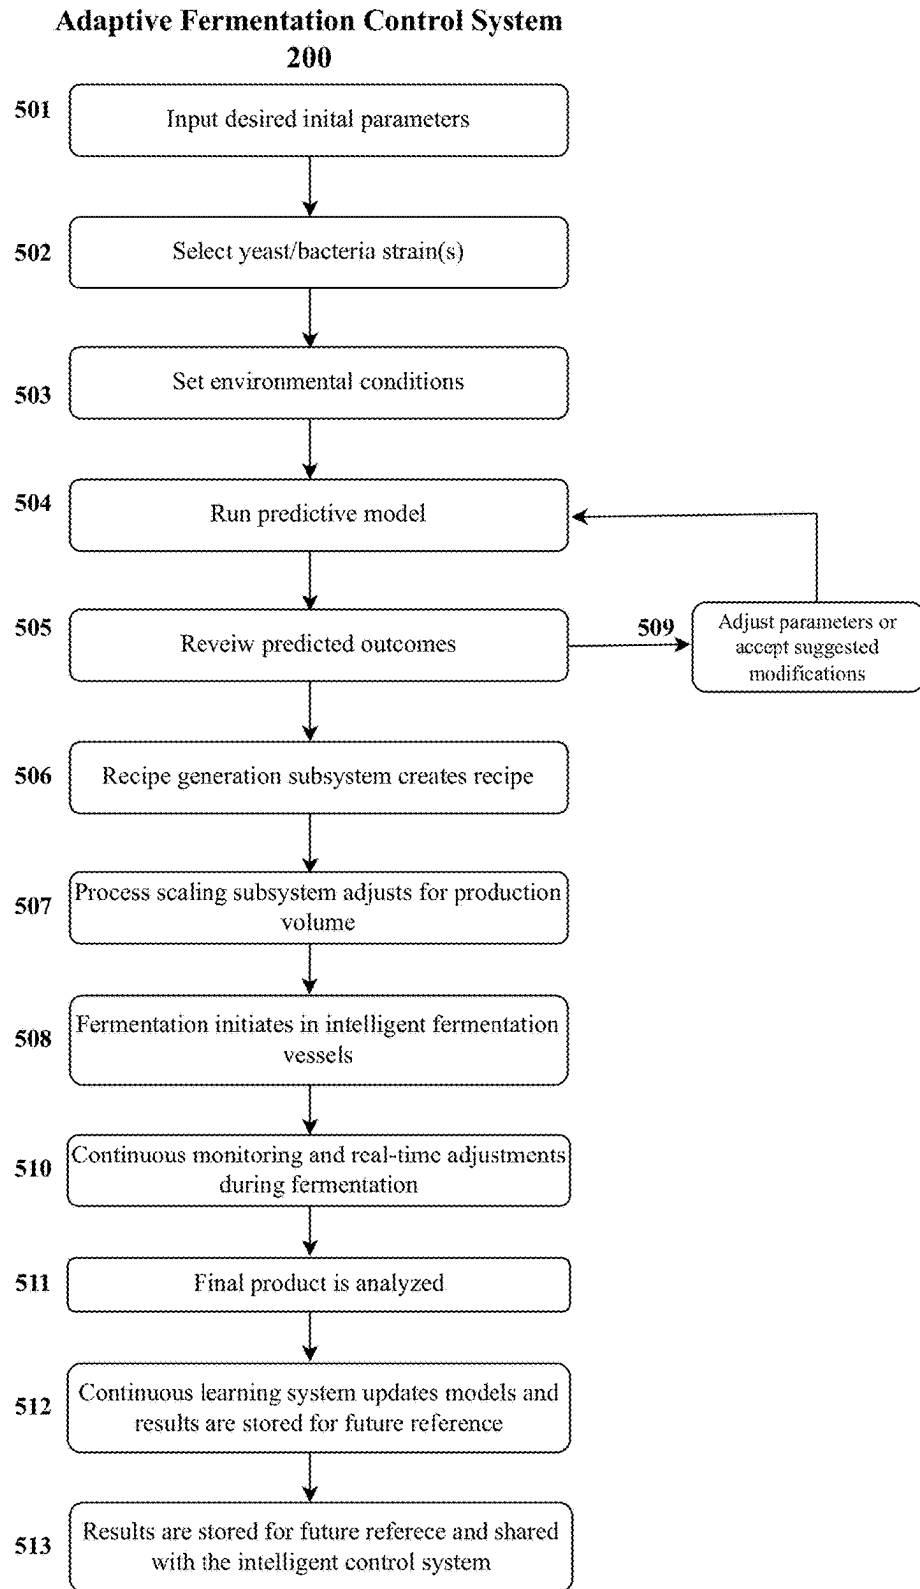 Adaptive Fermentation Control System
200
501
Input desired inital parameters
502
Select yeast/bacteria strain(s)
503
Set environmental conditions
504
Run predictive model
505
Reveiw predicted outcomes
509
Adjust parameters or
accept suggested
modifications
506
Recipe generation subsystem creates recipe
507
Process scaling subsystem adjusts for production
volume
508
Fermentation initiates in intelligent fermentation
vessels
510
Continuous monitoring and real-time adjustments
during fermentation
511
Final product is analyzed
512
Continuous learning system updates models and
results are stored for future reference
513
Results are stored for future referece and shared
with the intelligent control system